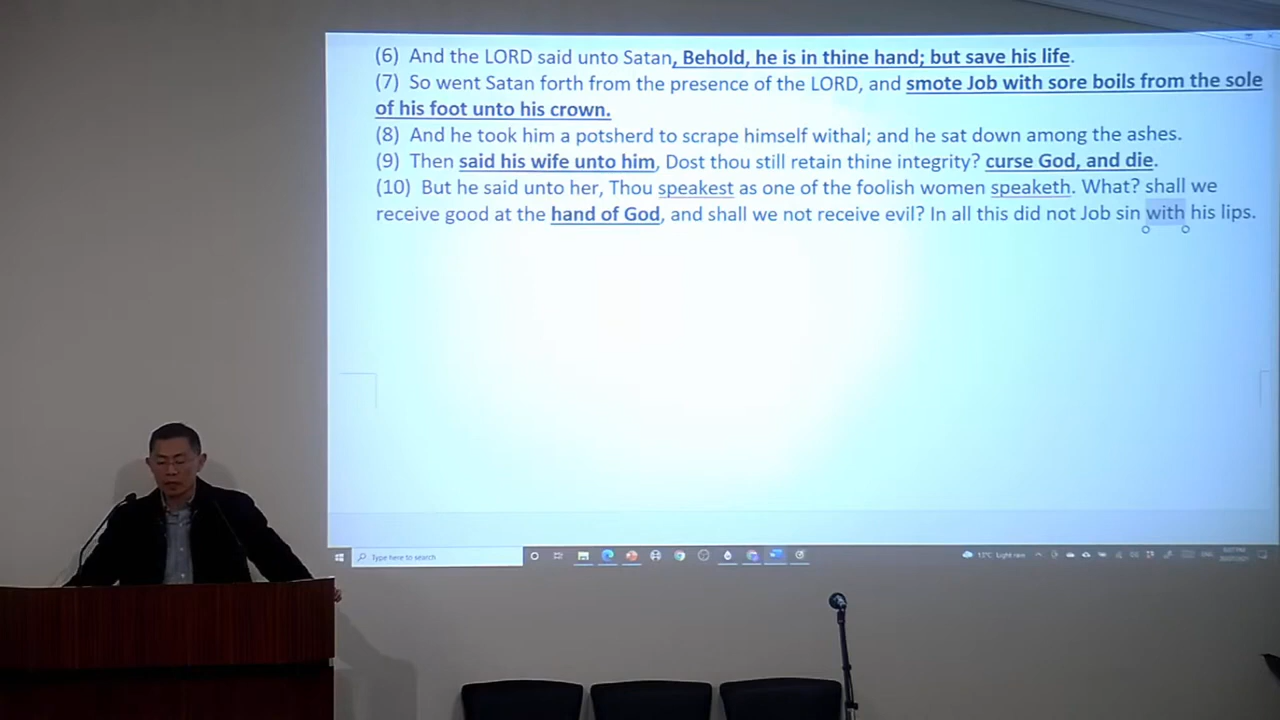 (6) And the LORD said unto Satan, Behold, he is in thine hand; but save his life.
(7) So went Satan forth from the presence of the LORD, and smote Job with sore boils from the sole
of his foot unto his crown.
(8) And he took him a potsherd to scrape himself withal; and he sat down among the ashes.
(9) Then said his wife unto him, Dost thou still retain thine integrity? curse God, and die.
(10) But he said unto her, Thou speakest as one of the foolish women speaketh. What? shall we
receive good at the hand of God, and shall we not receive evil? In all this did not Job sin with his lips.
Type here to search
Light rain